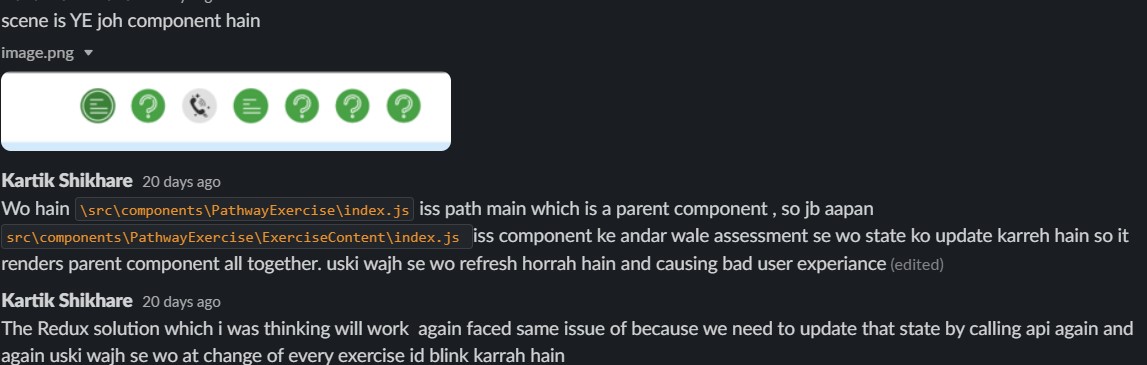 scene is YE joh component hain
image.png
Kartik Shikhare 20 days ago
Wo hain \src\components\PathwayExercise\index.js iss path main which is a parent component , so jb aapan
src\components\PathwayExercise\ExerciseContent\index.js iss component ke andar wale assessment se wo state ko update karreh hain so it
renders parent component all together. uski wajh se wo refresh horrah hain and causing bad user experiance (edited)
Kartik Shikhare 20 days ago
The Redux solution which i was thinking will work again faced same issue of because we need to update that state by calling api again and
again uski wajh se wo at change of every exercise id blink karrah hain